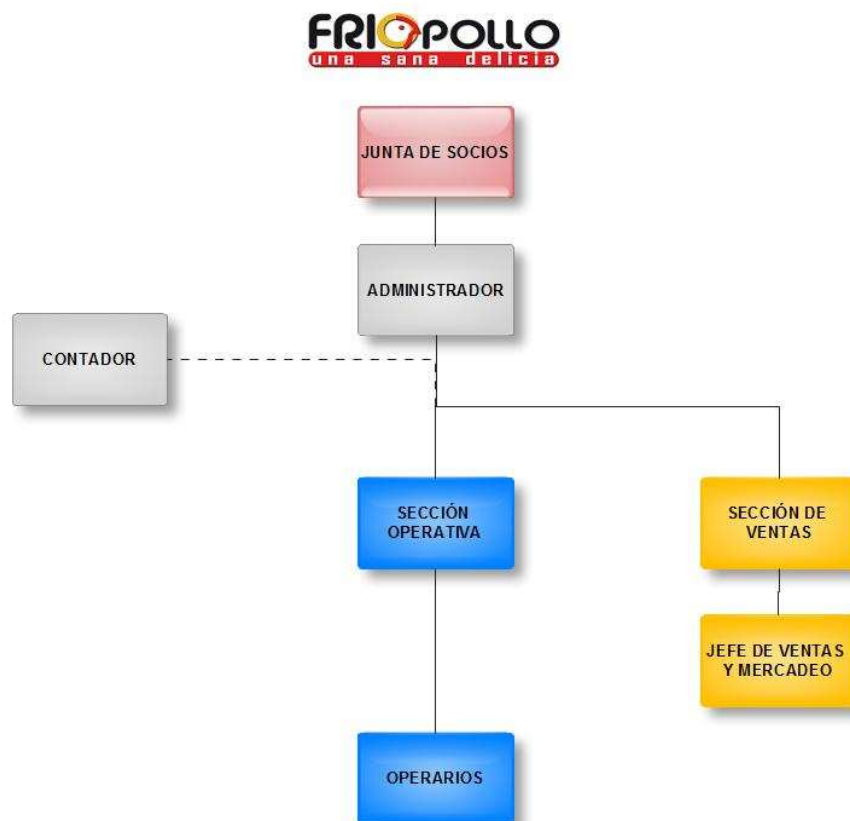 FRIOPOLLO
una sana delicia
JUNTA DE SOCIOS
ADMINISTRADOR
CONTADOR
SECCIÓN
OPERATIVA
SECCIÓN DE
VENTAS
JEFE DE VENTAS
Y MERCADEO
OPERARIOS